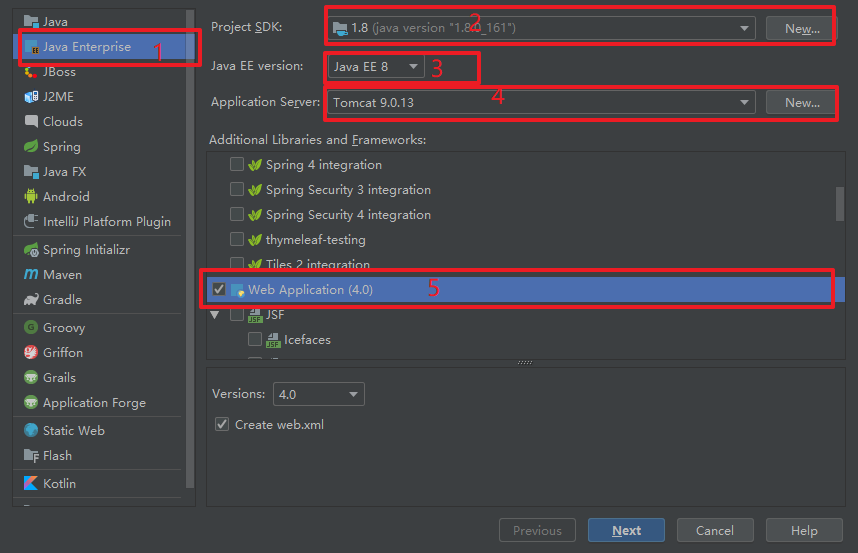 Java
Java Enterprise
1
JBoss
J2ME
Clouds
Spring
Java FX
Android
IntelliJ Platform Plugin
Spring Initializr
Maven
Gradle
Groovy
Griffon
Grails
Application Forge
Static Web
Flash
Kotlin
Project SDK:
1.8 (java version "1.8.0_161")
2
New...
Java EE version:
Java EE 8
3
Application Server:
Tomcat 9.0.13
4
New...
Additional Libraries and Frameworks:
Spring 4 integration
Spring Security 3 integration
Spring Security 4 integration
thymeleaf-testing
Tiles 2 integration
Web Application (4.0)
5
JSF
JSF
Icefaces
JSF
Versions:
4.0
Create web.xml
Previous
Next
Cancel
Help